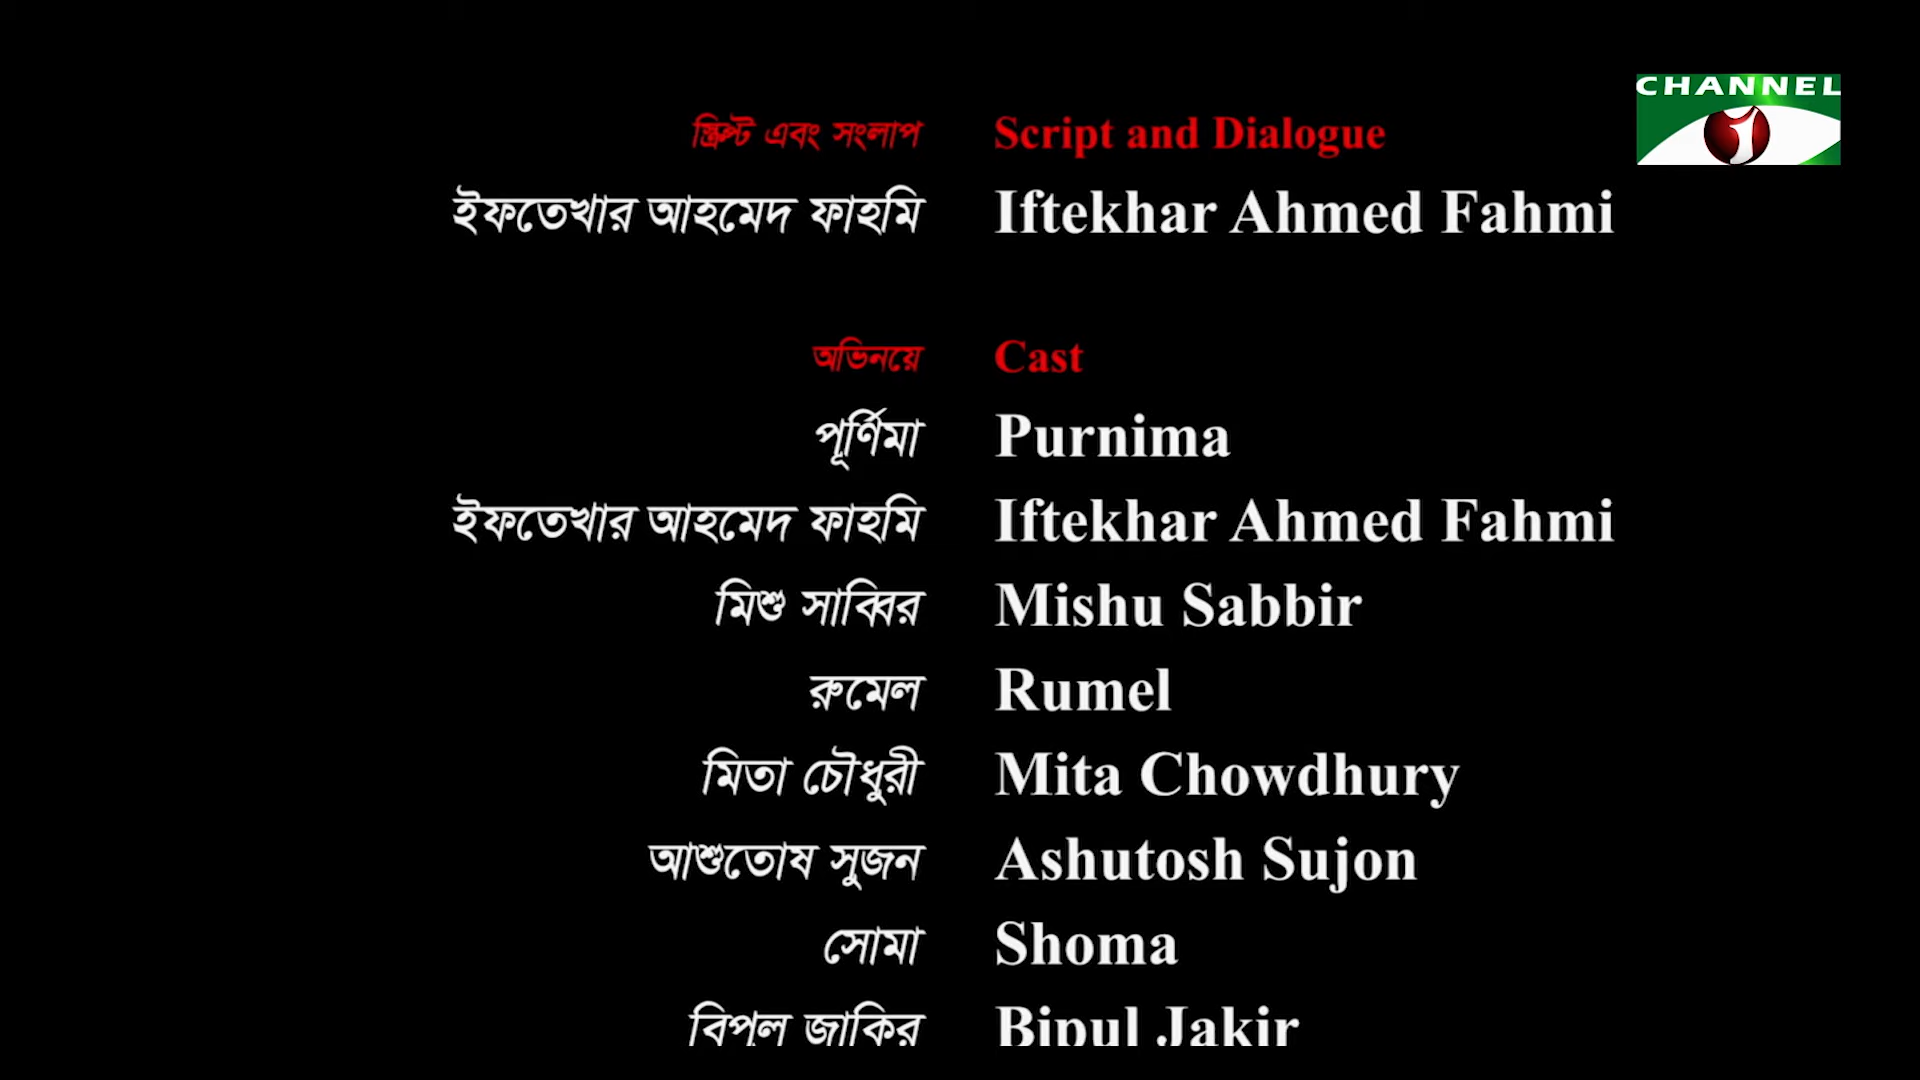 CHANNEL i
স্ক্রিপ্ট এবং সংলাপ Script and Dialogue
ইফতেখার আহমেদ ফাহমি Iftekhar Ahmed Fahmi
অভিনয়ে Cast
পূর্ণিমা Purnima
ইফতেখার আহমেদ ফাহমি Iftekhar Ahmed Fahmi
মিশু সাব্বির Mishu Sabbir
রুমেল Rumel
মিতা চৌধুরী Mita Chowdhury
আশুতোষ সুজন Ashutosh Sujon
সোমা Shoma
বিপুল জাকির Bipul Jakir